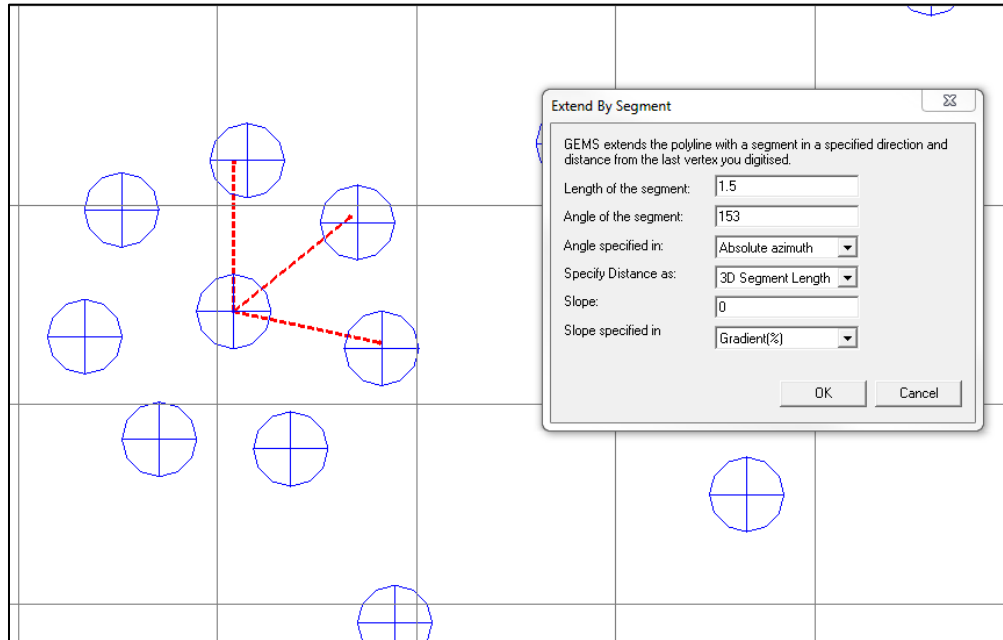 Extend By Segment
GEMS extends the polyline with a segment in a specified direction and
distance from the last vertex you digitised.
Length of the segment: 1.5
Angle of the segment: 153
Angle specified in: Absolute azimuth
Specify Distance as: 3D Segment Length
Slope: 0
Slope specified in Gradient(%)
OK Cancel